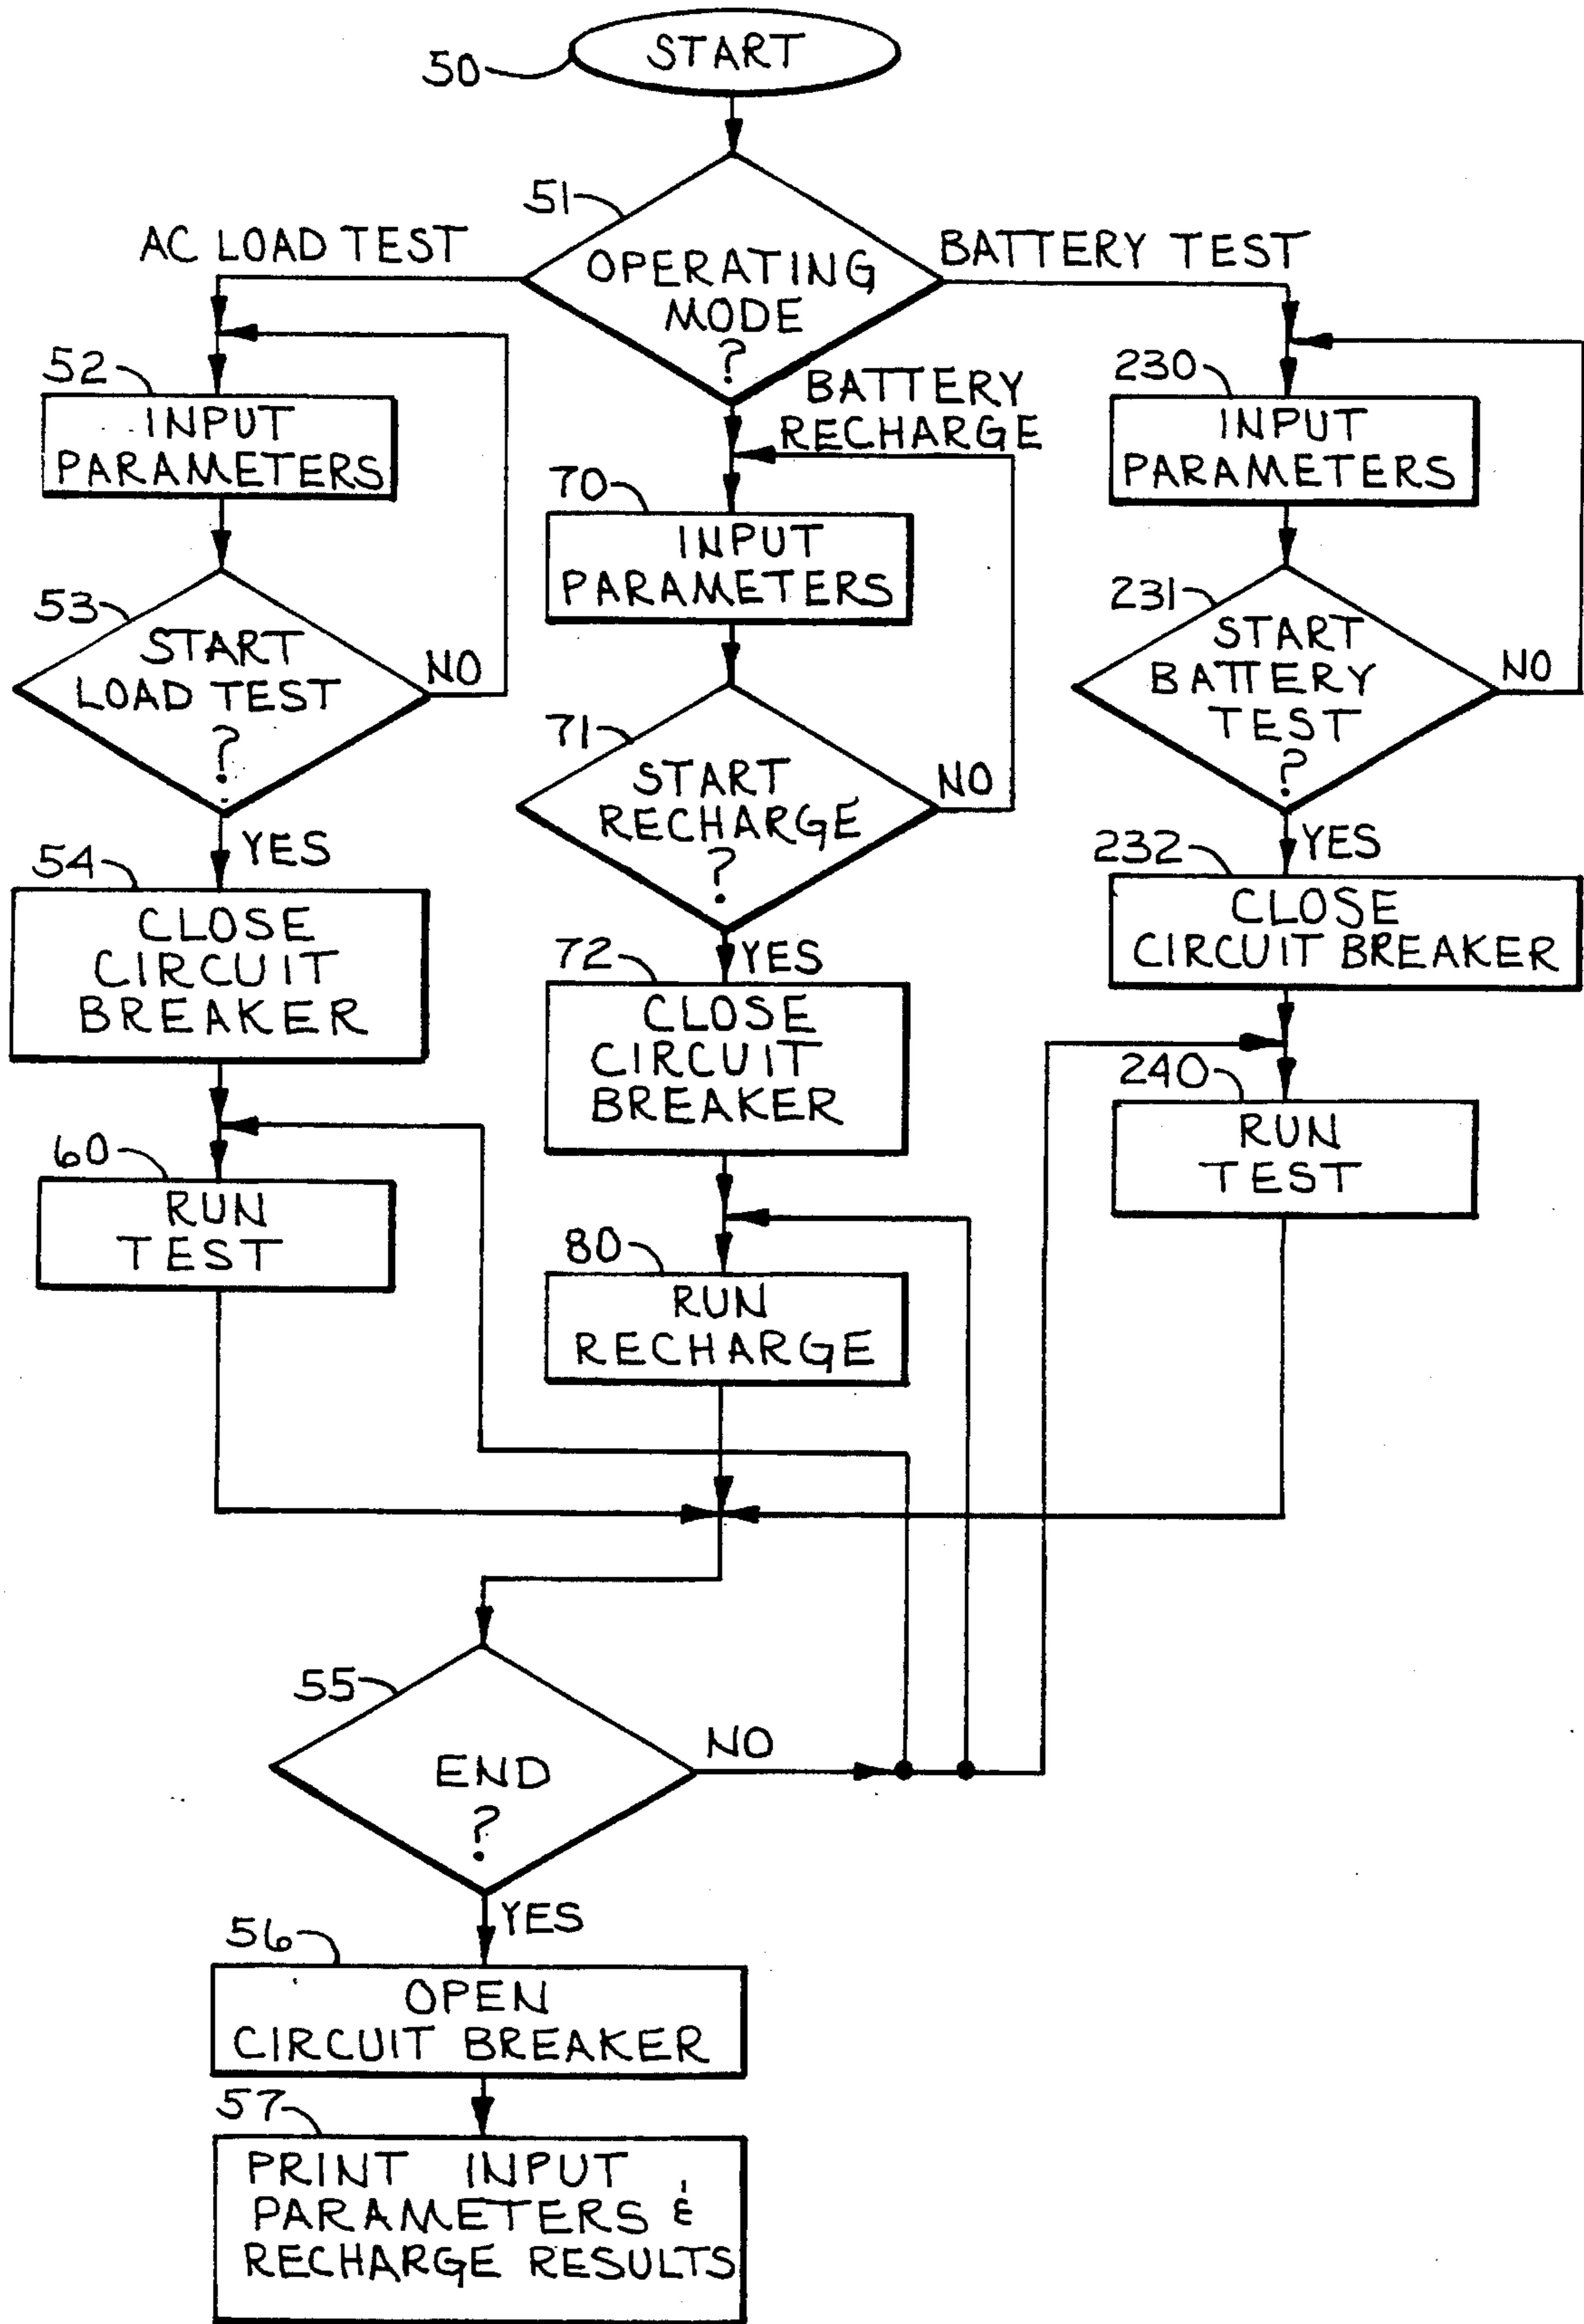 START
50
51
AC LOAD TEST
OPERATING
MODE
?
BATTERY TEST
BATTERY
RECHARGE
52
INPUT
PARAMETERS
53
START
LOAD TEST
?
NO
YES
54
CLOSE
CIRCUIT
BREAKER
60
RUN
TEST
70
INPUT
PARAMETERS
71
START
RECHARGE
?
NO
YES
72
CLOSE
CIRCUIT
BREAKER
80
RUN
RECHARGE
230
INPUT
PARAMETERS
231
START
BATTERY
TEST
?
NO
YES
232
CLOSE
CIRCUIT BREAKER
240
RUN
TEST
55
END
?
NO
YES
56
OPEN
CIRCUIT BREAKER
57
PRINT INPUT
PARAMETERS &
RECHARGE RESULTS